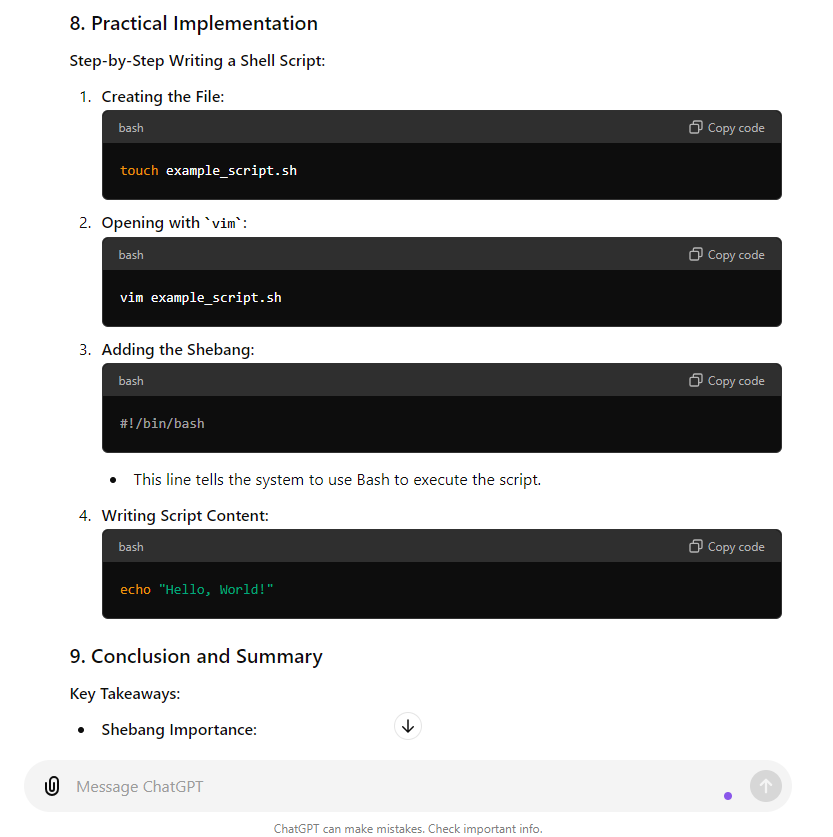 8. Practical Implementation
Step-by-Step Writing a Shell Script:
1. Creating the File:
bash
Copy code
touch example_script.sh
2. Opening with `vim`:
bash
Copy code
vim example_script.sh
3. Adding the Shebang:
bash
Copy code
#!/bin/bash
• This line tells the system to use Bash to execute the script.
4. Writing Script Content:
bash
Copy code
echo "Hello, World!"
9. Conclusion and Summary
Key Takeaways:
• Shebang Importance:
Message ChatGPT
ChatGPT can make mistakes. Check important info.